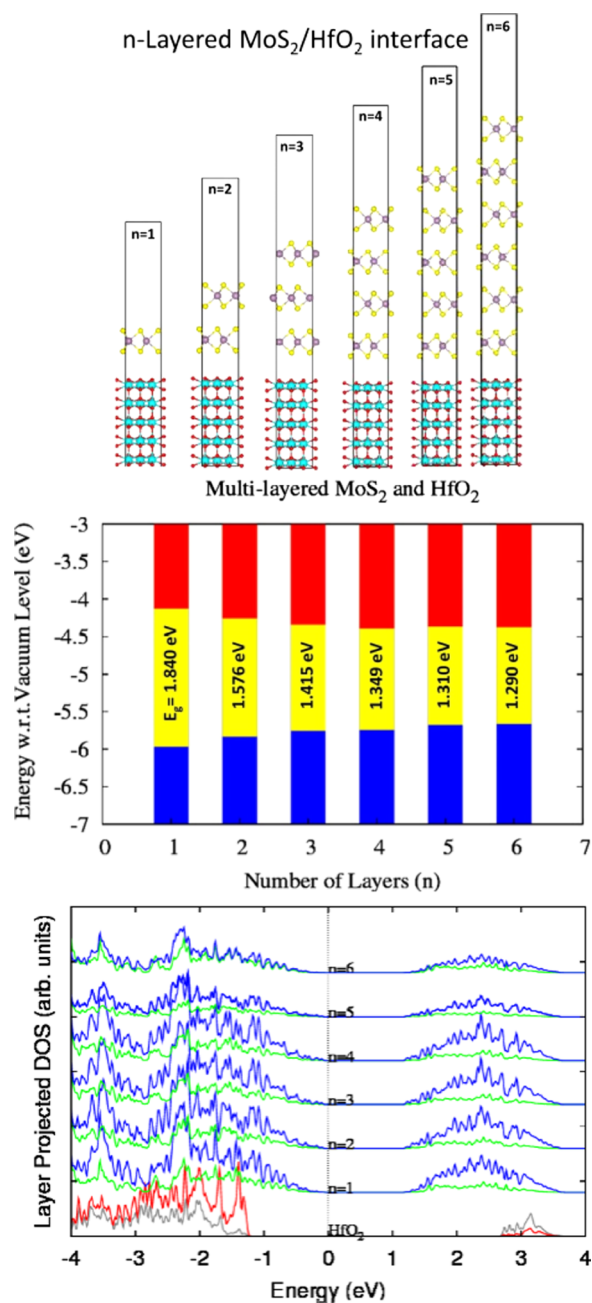 n-Layered MoS₂/HfO₂ interface
n=6
n=5
n=4
n=3
n=2
n=1
Multi-layered MoS₂ and HfO₂
Energy w.r.t. Vacuum Level (eV)
-3
-3.5
-4
-4.5
-5
-5.5
-6
-6.5
-7
E_g= 1.840 eV
1.576 eV
1.415 eV
1.349 eV
1.310 eV
1.290 eV
0 1 2 3 4 5 6 7
Number of Layers (n)
Layer Projected DOS (arb. units)
n=6
n=5
n=4
n=3
n=2
n=1
HfO₂
-4 -3 -2 -1 0 1 2 3 4
Energy (eV)